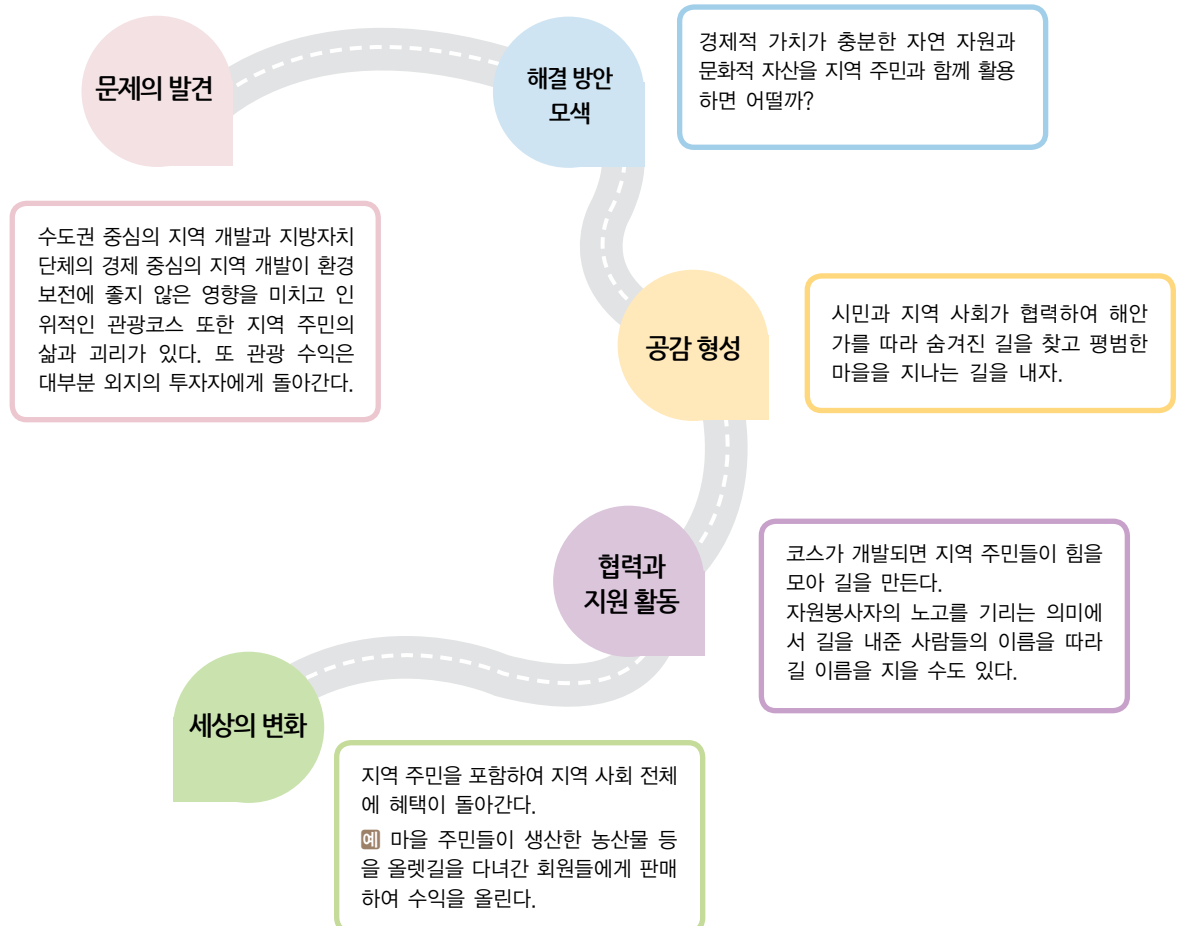 문제의 발견
수도권 중심의 지역 개발과 지방자치
단체의 경제 중심의 지역 개발이 환경
보전에 좋지 않은 영향을 미치고 인
위적인 관광코스 또한 지역 주민의
삶과 괴리가 있다. 또 관광 수익은
대부분 외지의 투자자에게 돌아간다.
해결 방안
모색
경제적 가치가 충분한 자연 자원과
문화적 자산을 지역 주민과 함께 활용
하면 어떨까?
공감 형성
시민과 지역 사회가 협력하여 해안
가를 따라 숨겨진 길을 찾고 평범한
마을을 지나는 길을 내자.
협력과
지원 활동
코스가 개발되면 지역 주민들이 힘을
모아 길을 만든다.
자원봉사자의 노고를 기리는 의미에
서 길을 내준 사람들의 이름을 따라
길 이름을 지을 수도 있다.
세상의 변화
지역 주민을 포함하여 지역 사회 전체
에 혜택이 돌아간다.
예 마을 주민들이 생산한 농산물 등
을 올렛길을 다녀간 회원들에게 판매
하여 수익을 올린다.